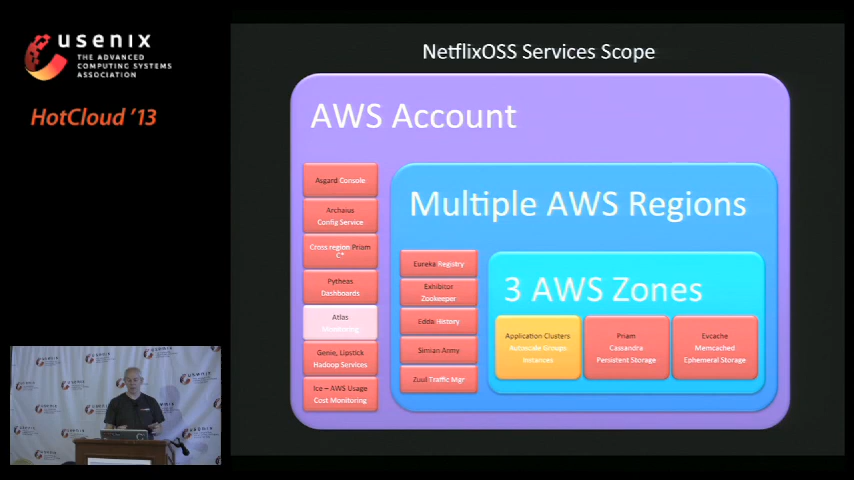 usenix
THE ADVANCED
COMPUTING SYSTEMS
ASSOCIATION
HotCloud '13
NetflixOSS Services Scope
AWS Account
Asgard Console
Archaius
Config Service
Cross region Priam
C*
Pytheas
Dashboards
Atlas
Monitoring
Genie, Lipstick
Hadoop Services
Ice – AWS Usage
Cost Monitoring
Multiple AWS Regions
Eureka Registry
Exhibitor
Zookeeper
Edda History
Simian Army
Zuul Traffic Mgr
3 AWS Zones
Application Clusters
Autoscale Groups
Instances
Priam
Cassandra
Persistent Storage
Evcache
Memcached
Ephemeral Storage